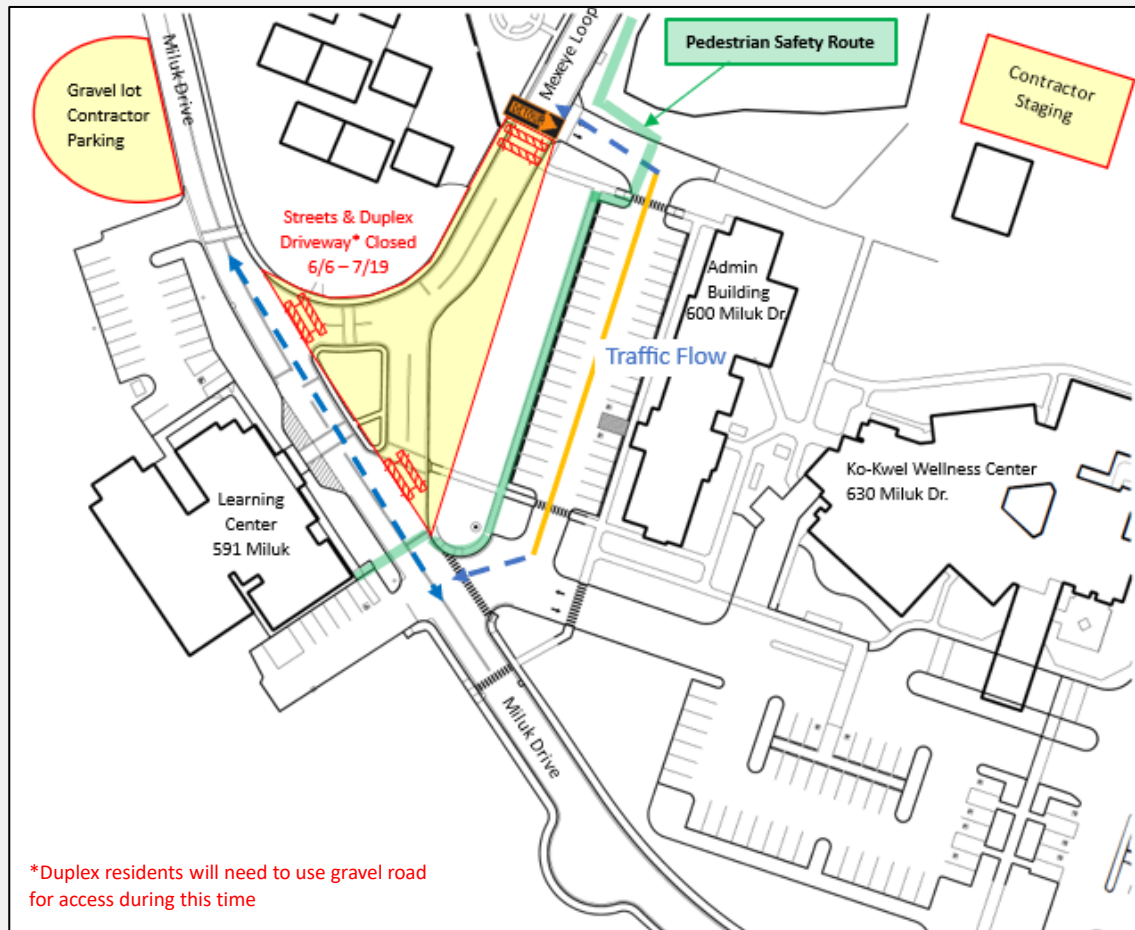 Miluk Drive
Mexeye Loop
Pedestrian Safety Route
Gravel lot
Contractor
Parking
Contractor
Staging
DETOUR
Streets & Duplex
Driveway* Closed
6/6 – 7/19
Admin
Building
600 Miluk Dr.
Traffic Flow
Ko-Kwel Wellness Center
630 Miluk Dr.
Learning
Center
591 Miluk
Miluk Drive
*Duplex residents will need to use gravel road
for access during this time